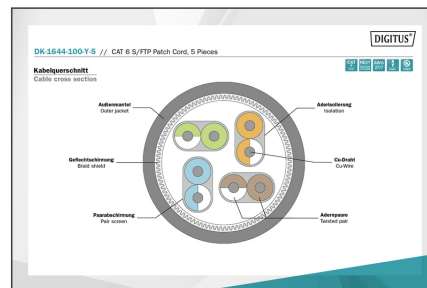 DIGITUS®
DK-1644-100-Y-5 // CAT 6 S/FTP Patch Cord, 5 Pieces
Kabelquerschnitt
Cable cross section
Außenmantel
Outer jacket
Aderisolierung
Isolation
Geflechtschirmung
Braid shield
Cu-Draht
Cu-Wire
Paarabschirmung
Pair screen
Adernpaare
Twisted pair